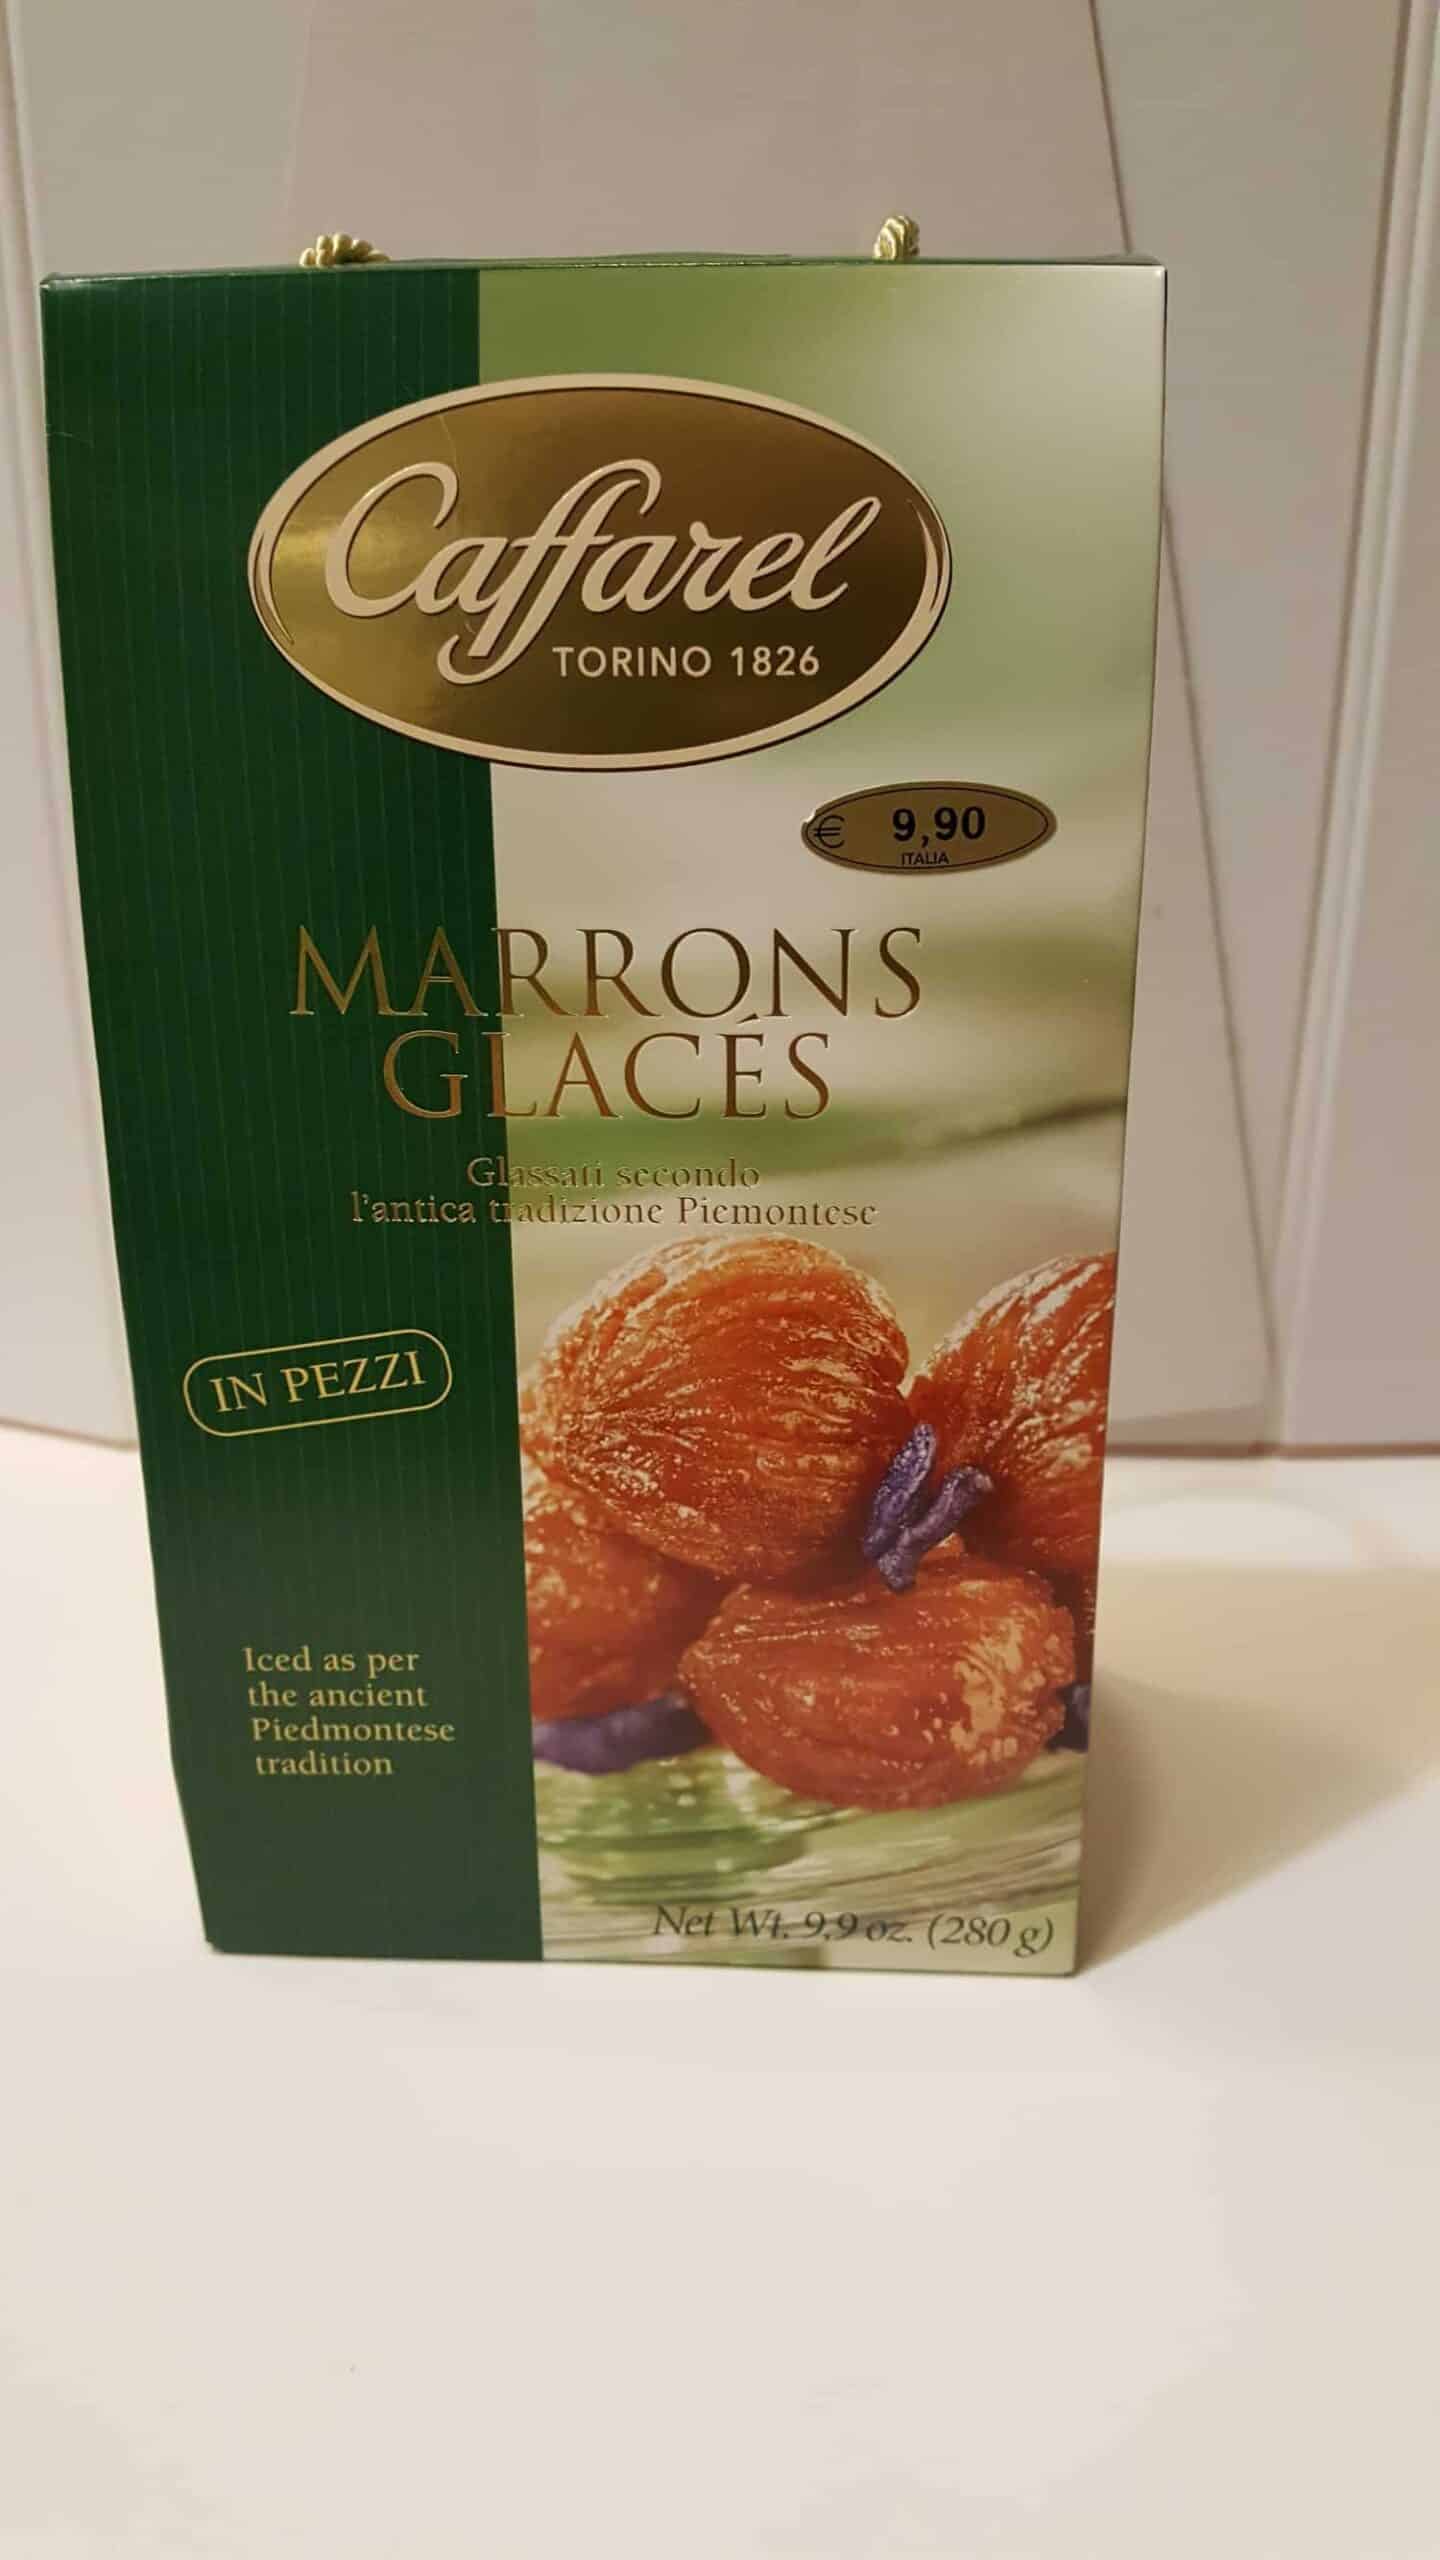 Caffarel
TORINO 1826
€ 9,90
ITALIA
MARRONS
GLACÉS
Glassati secondo
l'antica tradizione Piemontese
IN PEZZI
Iced as per
the ancient
Piedmontese
tradition
Net Wt. 9.9 oz. (280 g)